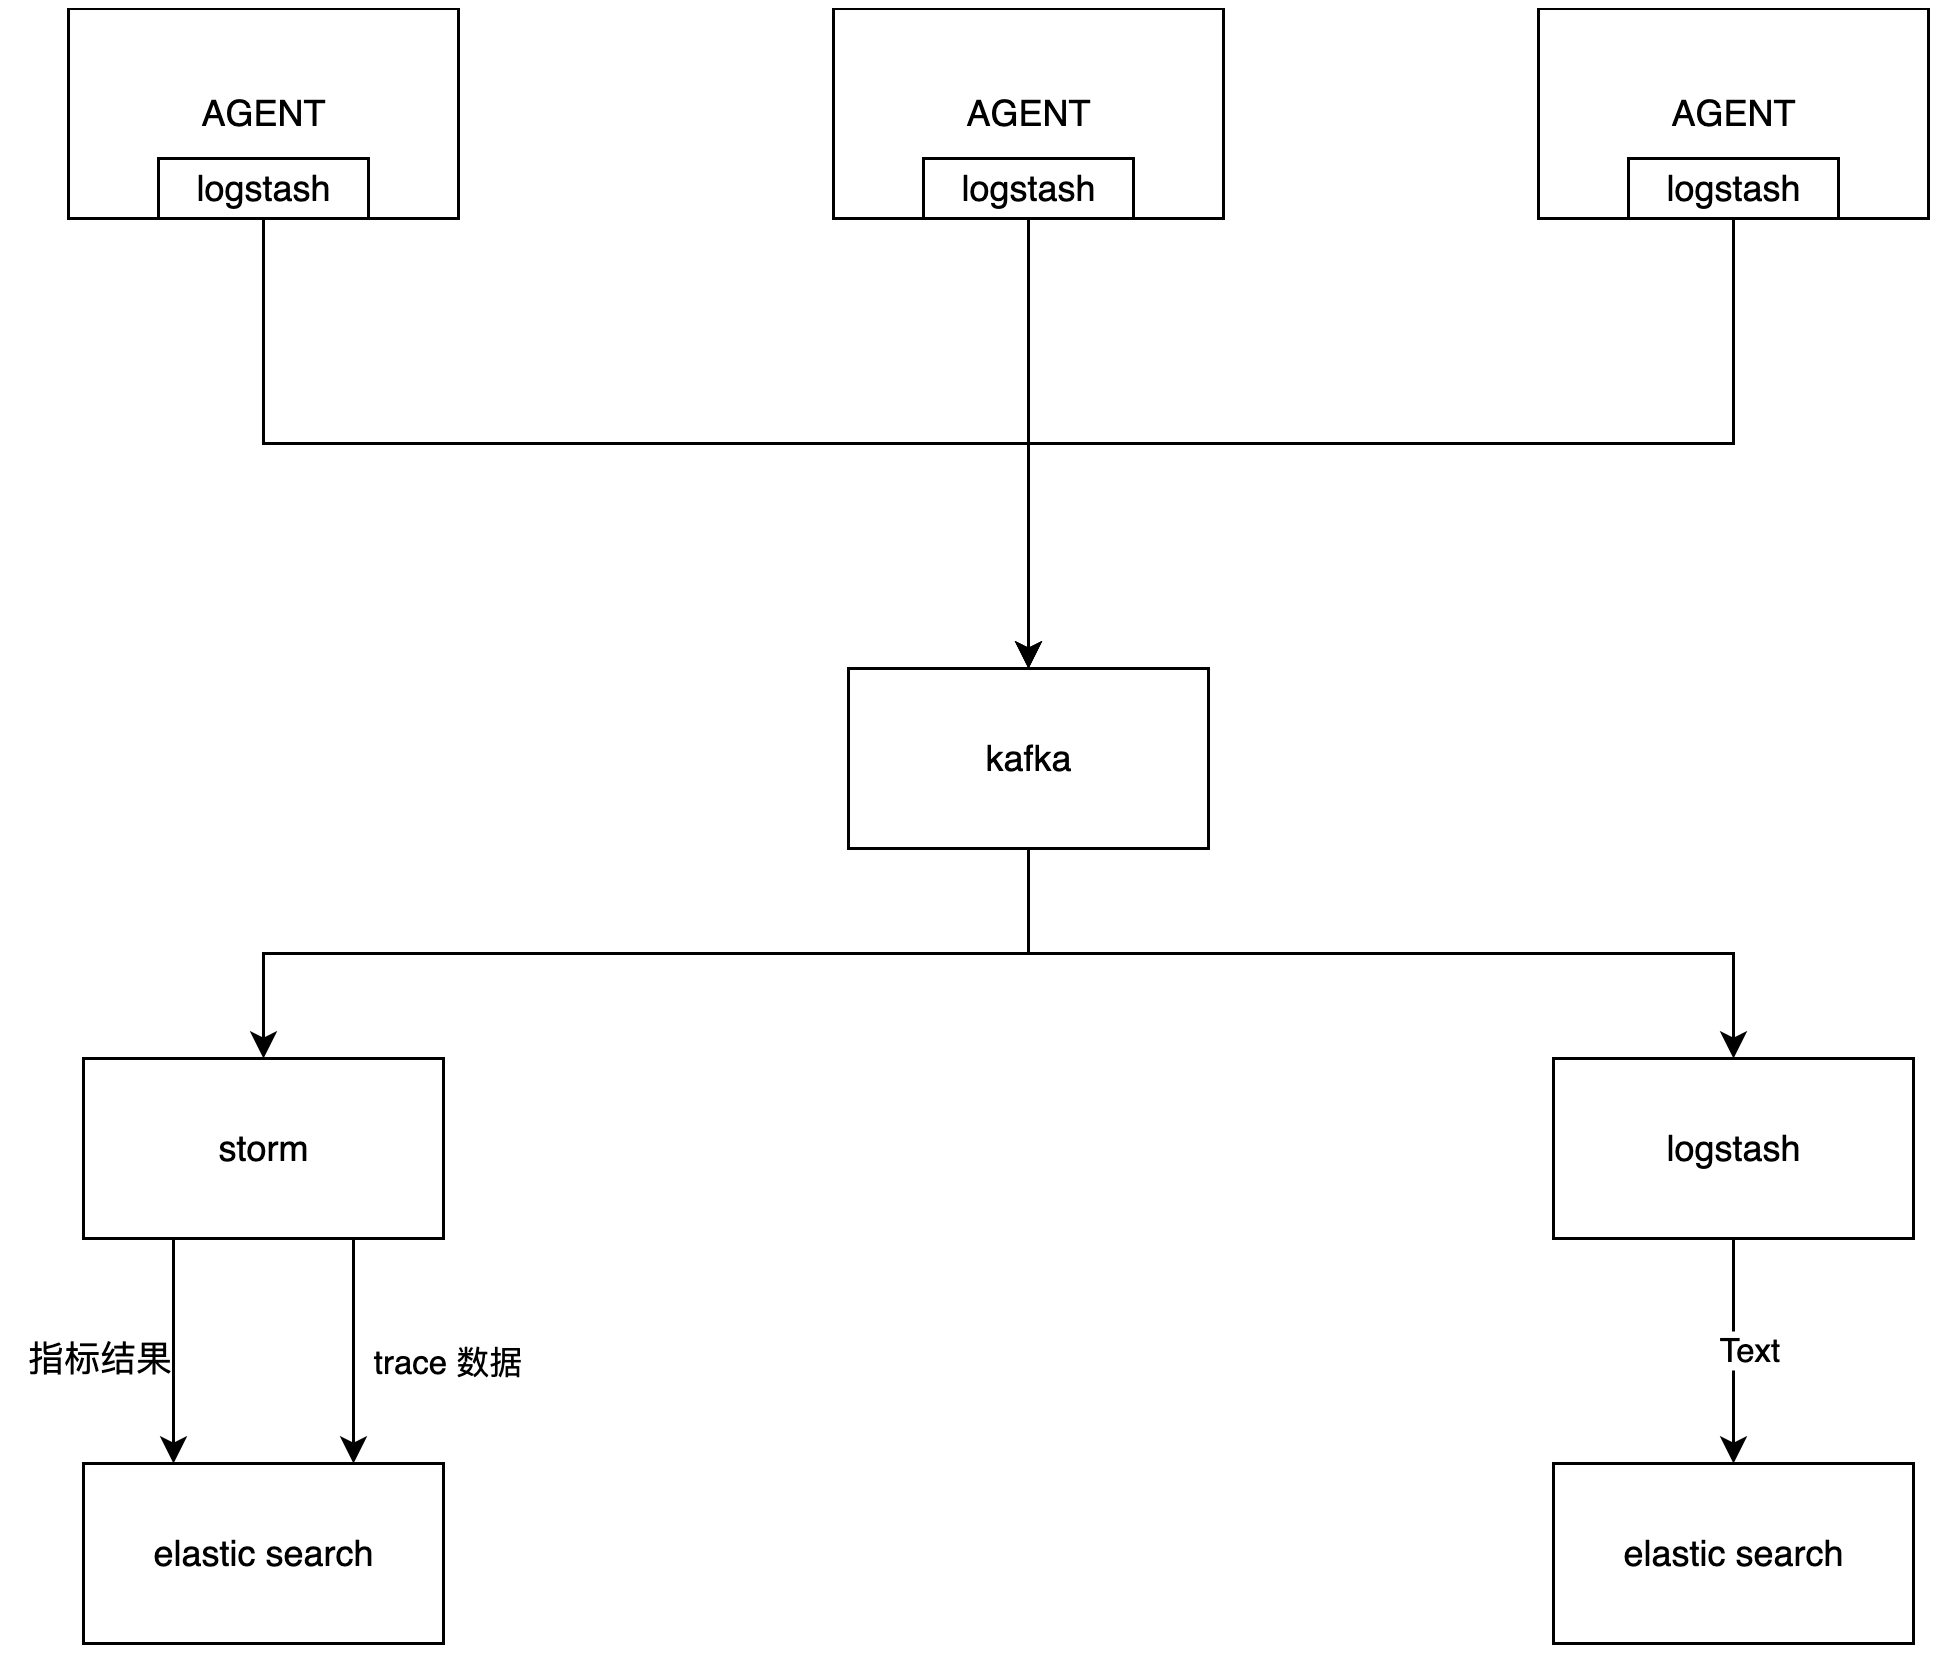 AGENT
logstash
AGENT
logstash
AGENT
logstash
kafka
storm
logstash
指标结果
trace 数据
Text
elastic search
elastic search